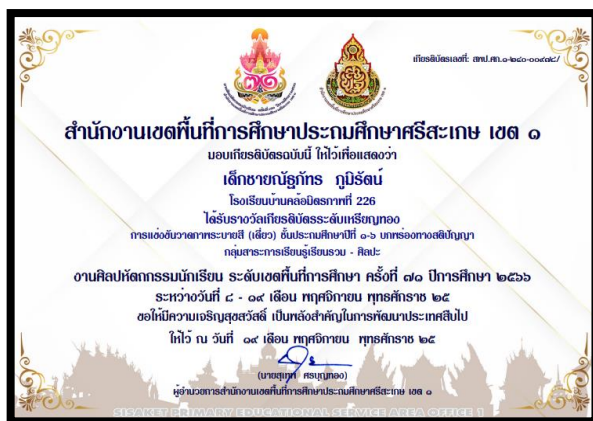 เกียรติบัตรเลขที่: สพป.ศก.๑-๒๔๐-๐๐๔๗๔/
สำนักงานเขตพื้นที่การศึกษาประถมศึกษาศรีสะเกษ เขต ๑
มอบเกียรติบัตรฉบับนี้ ให้ไว้เพื่อแสดงว่า
เด็กชายณัฐภัทร ภูมิรัตน์
โรงเรียนบ้านคล้อมิตรภาพที่ 226
ได้รับรางวัลเกียรติบัตรระดับเหรียญทอง
การแข่งขันวาดภาพระบายสี (เดี่ยว) ชั้นประถมศึกษาปีที่ ๑-๖ บกพร่องทางสติปัญญา
กลุ่มสาระการเรียนรู้เรียนรวม - ศิลปะ
งานศิลปหัตถกรรมนักเรียน ระดับเขตพื้นที่การศึกษา ครั้งที่ ๗๑ ปีการศึกษา ๒๕๖๖
ระหว่างวันที่ ๘ - ๑๙ เดือน พฤศจิกายน พุทธศักราช ๒๕
ขอให้มีความเจริญสุขสวัสดิ์ เป็นพลังสำคัญในการพัฒนาประเทศสืบไป
ให้ไว้ ณ วันที่ ๑๙ เดือน พฤศจิกายน พุทธศักราช ๒๕
(นายสุเทศ ศรบุญทอง)
ผู้อำนวยการสำนักงานเขตพื้นที่การศึกษาประถมศึกษาศรีสะเกษ เขต ๑
SISAKET PRIMARY EDUCATIONAL SERVICE AREA OFFICE 1